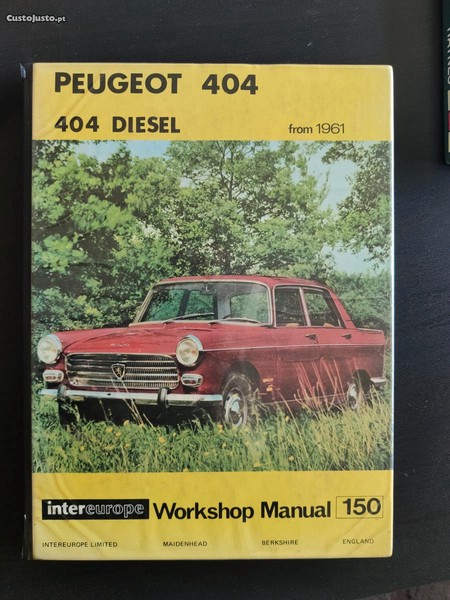 CustoJusto.pt
PEUGEOT 404
404 DIESEL from 1961
intereurope Workshop Manual 150
INTEREUROPE LIMITED MAIDENHEAD BERKSHIRE ENGLAND